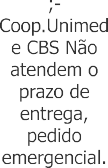 ;-
Coop.Unimed
e CBS Não
atendem o
prazo de
entrega,
pedido
emergencial.